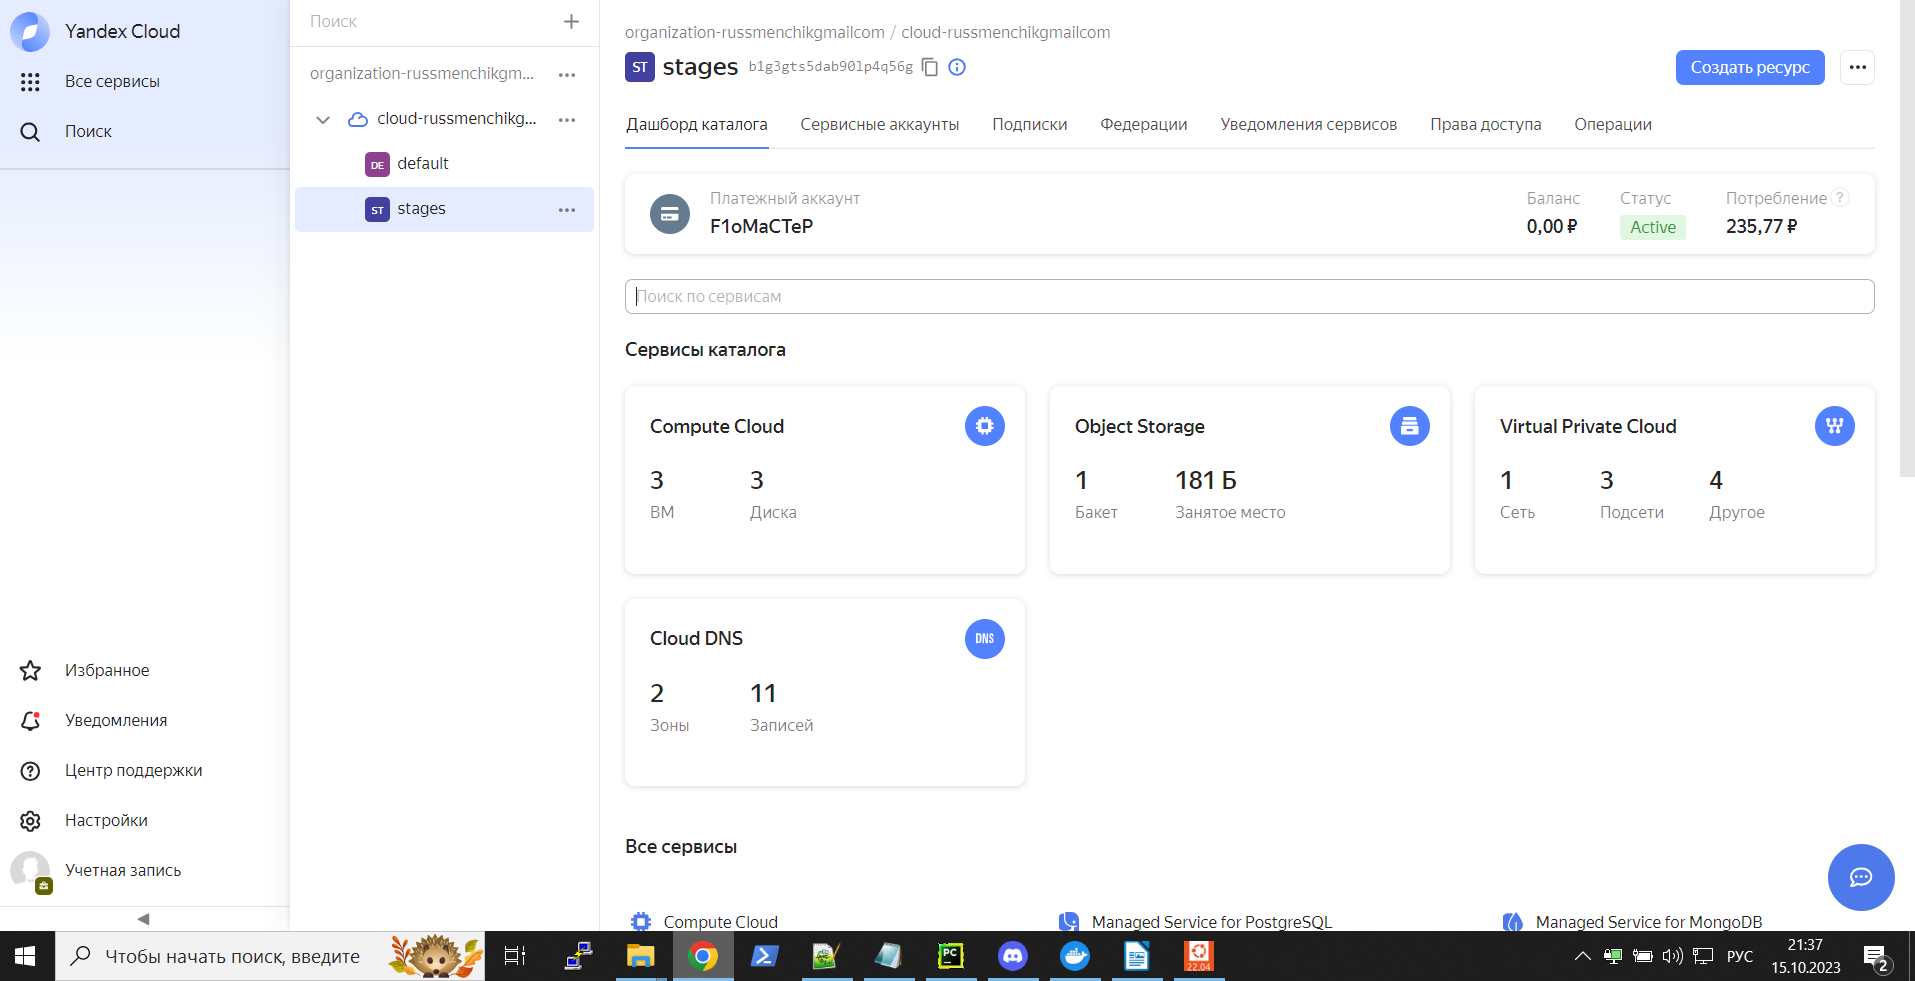 Yandex Cloud
Все сервисы
Поиск
Избранное
Уведомления
Центр поддержки
Настройки
Учетная запись
Поиск
organization-russmenchikgm...
cloud-russmenchikg...
DE default
ST stages
organization-russmenchikgmailcom / cloud-russmenchikgmailcom
ST stages b1g3gts5dab90lp4q56g
Создать ресурс
Дашборд каталога Сервисные аккаунты Подписки Федерации Уведомления сервисов Права доступа Операции
Платежный аккаунт Баланс Статус Потребление ?
F1oMaCTeP 0,00 ₽ Active 235,77 ₽
Поиск по сервисам
Сервисы каталога
Compute Cloud
3 3
ВМ Диска
Object Storage
1 181 Б
Бакет Занятое место
Virtual Private Cloud
1 3 4
Сеть Подсети Другое
Cloud DNS DNS
2 11
Зоны Записей
Все сервисы
Compute Cloud Managed Service for PostgreSQL Managed Service for MongoDB
Чтобы начать поиск, введите
PC
22.04
РУС
21:37
15.10.2023
2